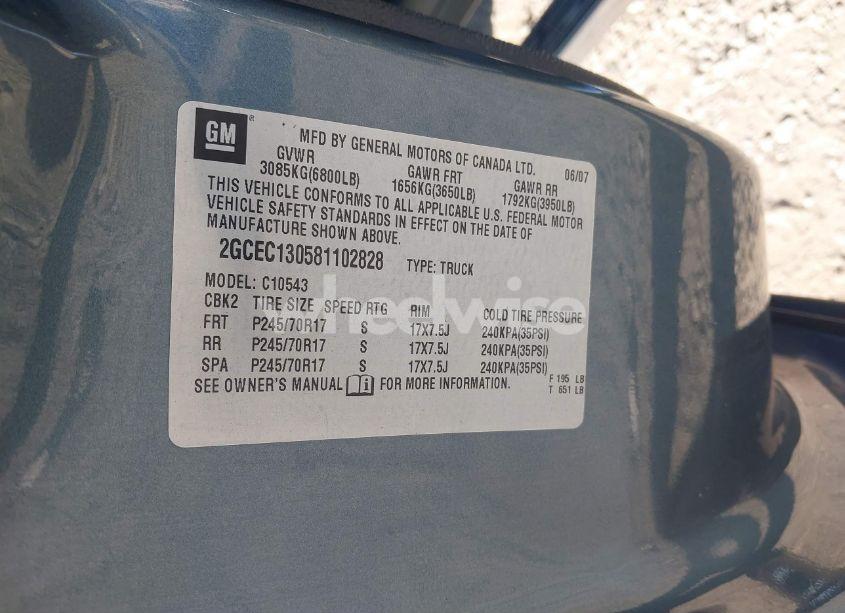 GM®
MFD BY GENERAL MOTORS OF CANADA LTD. 06/07
GVWR GAWR FRT GAWR RR
3085KG(6800LB) 1656KG(3650LB) 1792KG(3950LB)
THIS VEHICLE CONFORMS TO ALL APPLICABLE U.S. FEDERAL MOTOR
VEHICLE SAFETY STANDARDS IN EFFECT ON THE DATE OF
MANUFACTURE SHOWN ABOVE.
2GCEC130581102828 TYPE: TRUCK
MODEL: C10543
CBK2 TIRE SIZE SPEED RTG RIM COLD TIRE PRESSURE
FRT P245/70R17 S 17X7.5J 240KPA(35PSI)
RR P245/70R17 S 17X7.5J 240KPA(35PSI)
SPA P245/70R17 S 17X7.5J 240KPA(35PSI)
SEE OWNER'S MANUAL FOR MORE INFORMATION.
F 195 LB
T 651 LB
wheelwise